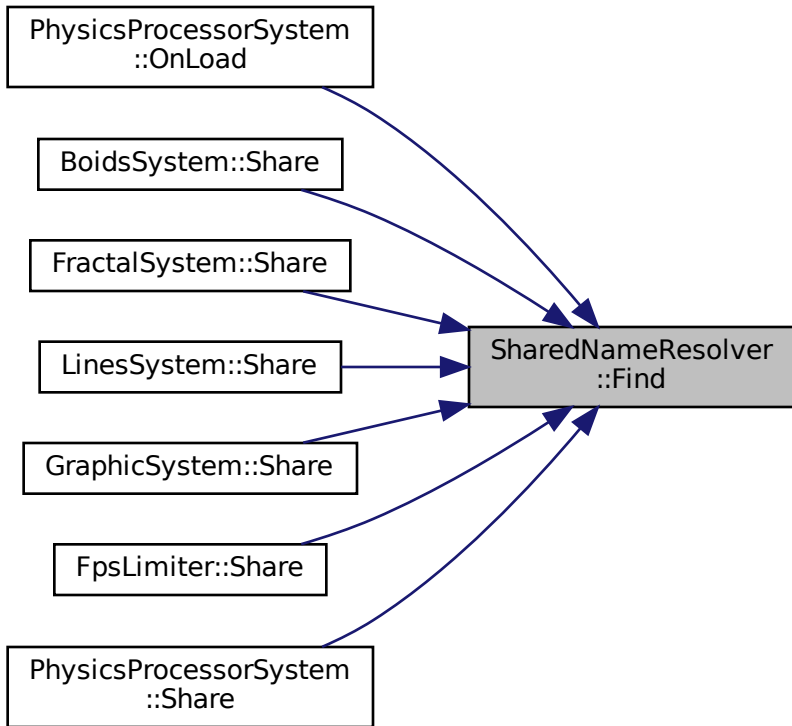 PhysicsProcessorSystem
::OnLoad
BoidsSystem::Share
FractalSystem::Share
LinesSystem::Share
GraphicSystem::Share
FpsLimiter::Share
PhysicsProcessorSystem
::Share
SharedNameResolver
::Find